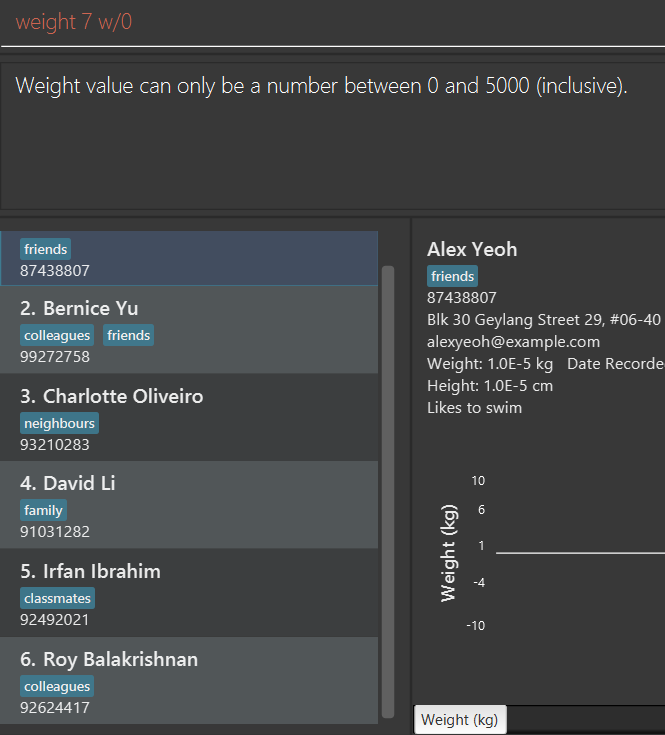 weight 7 w/0
Weight value can only be a number between 0 and 5000 (inclusive).
friends
87438807
2. Bernice Yu
colleagues friends
99272758
3. Charlotte Oliveiro
neighbours
93210283
4. David Li
family
91031282
5. Irfan Ibrahim
classmates
92492021
6. Roy Balakrishnan
colleagues
92624417
Alex Yeoh
friends
87438807
Blk 30 Geylang Street 29, #06-40
alexyeoh@example.com
Weight: 1.0E-5 kg Date Recorde
Height: 1.0E-5 cm
Likes to swim
Weight (kg)
10
6
1
-4
-10
Weight (kg)